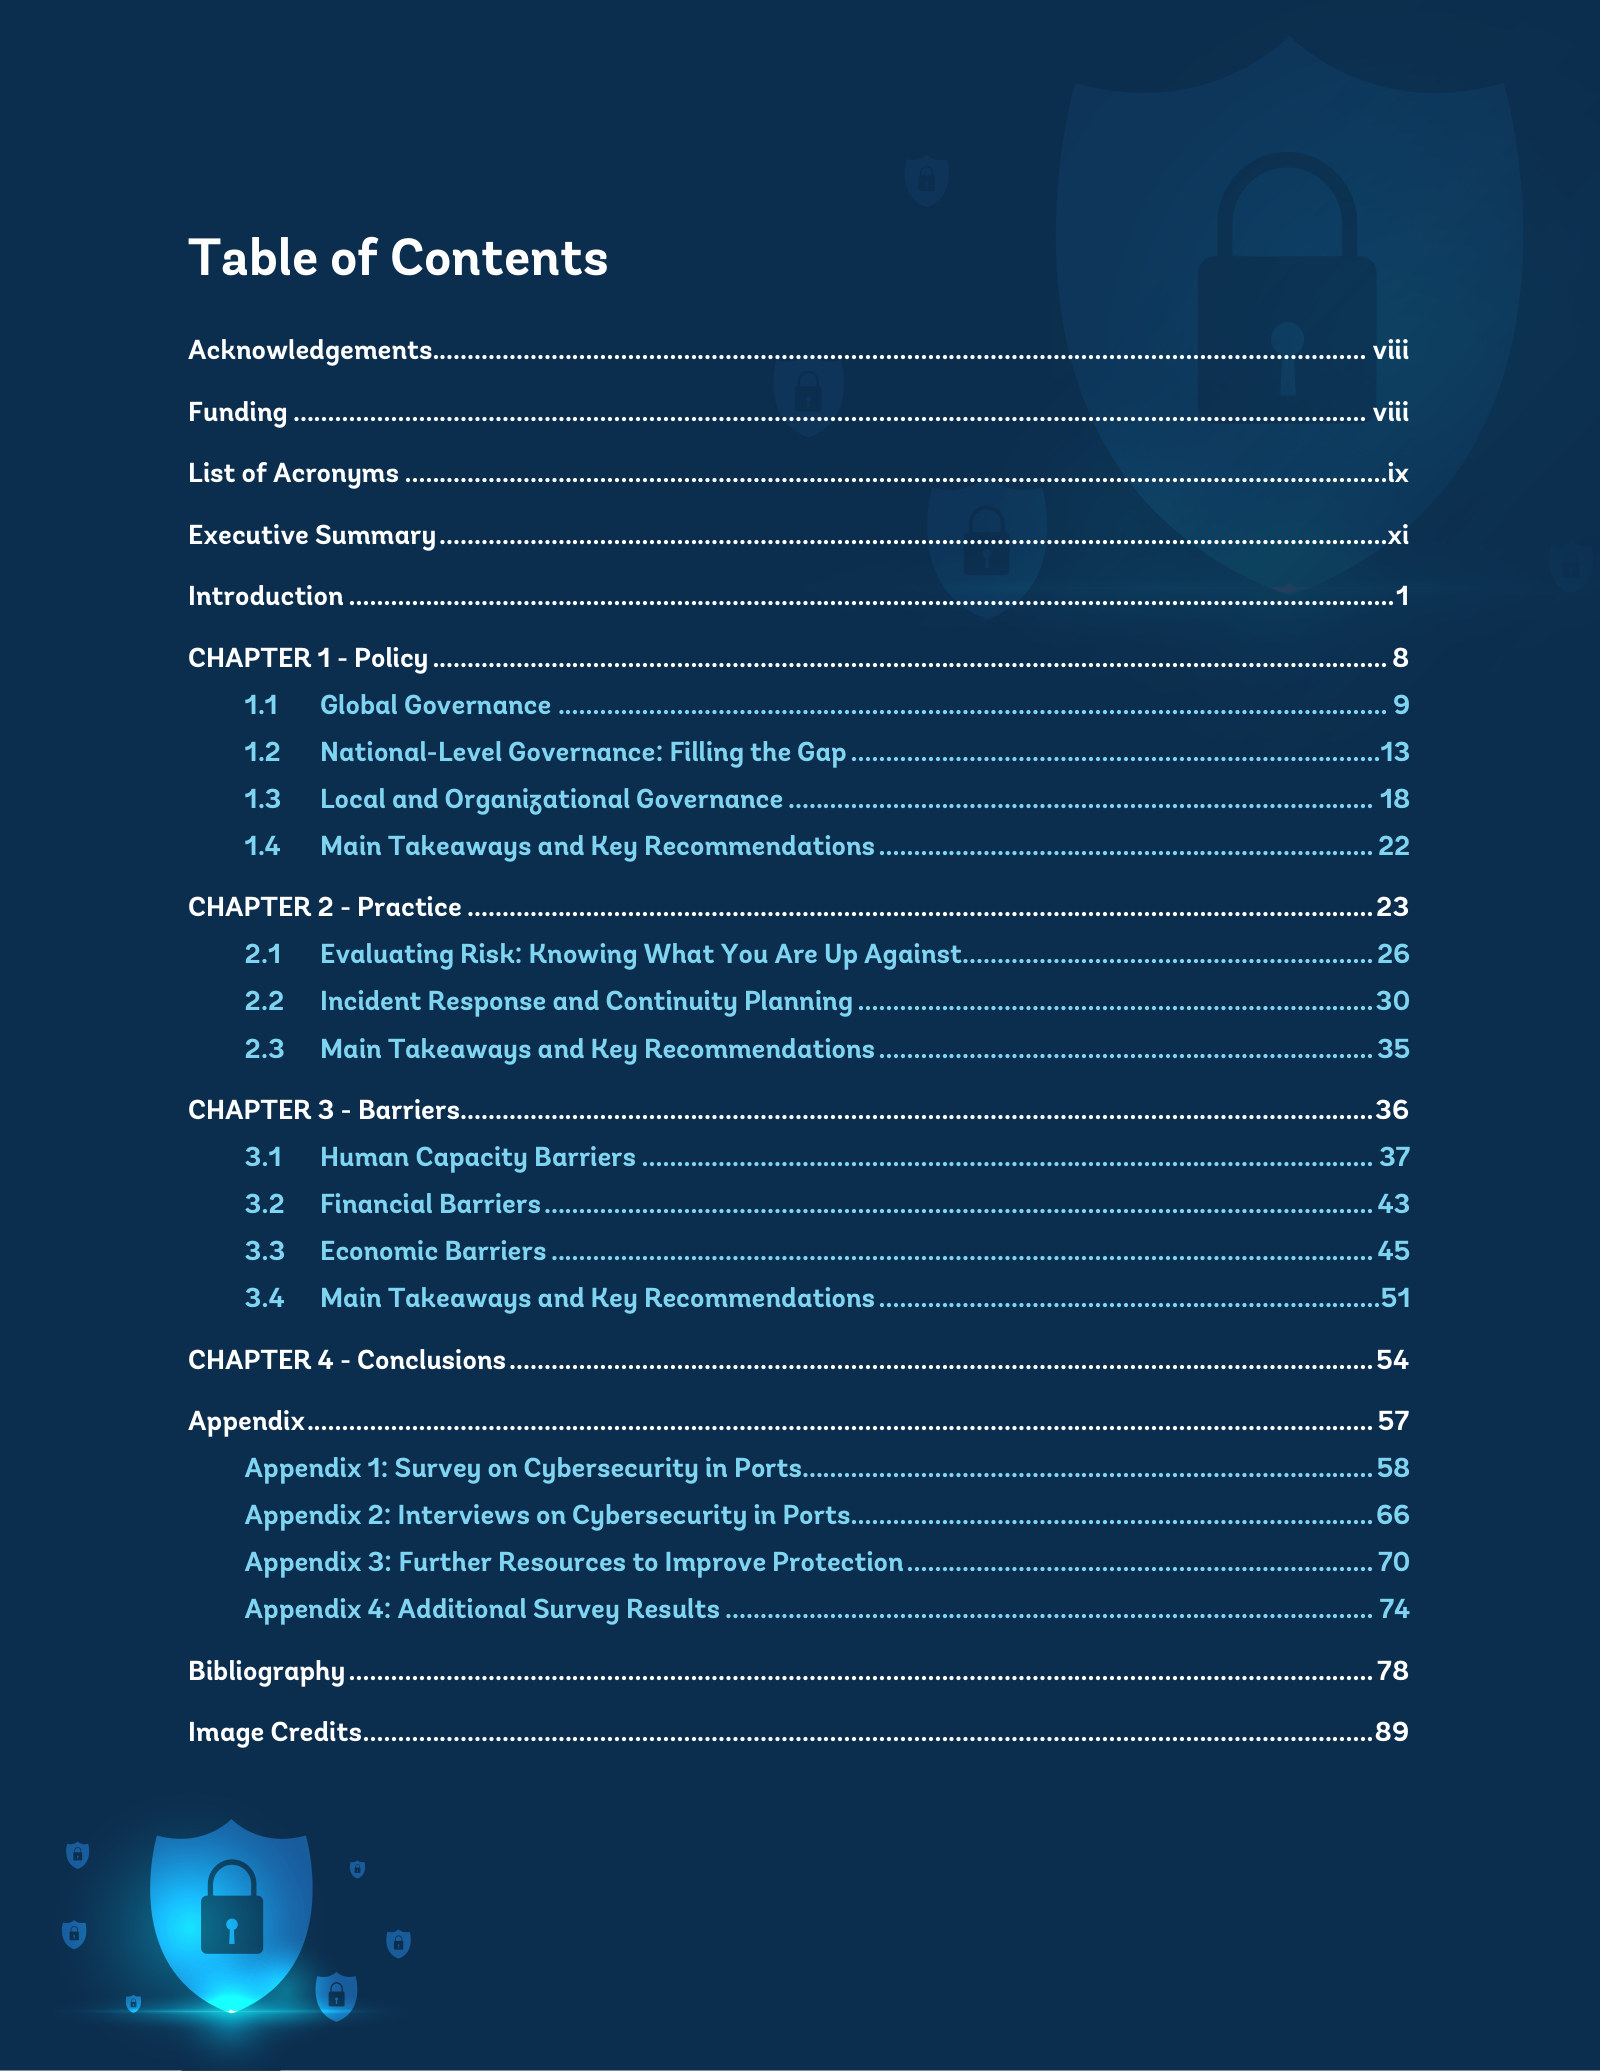 Table of Contents
Acknowledgements........................................................ viii
Funding ........................................................ viii
List of Acronyms ........................................................ix
Executive Summary........................................................xi
Introduction ........................................................1
CHAPTER 1 - Policy ........................................................ 8
1.1 Global Governance ........................................................ 9
1.2 National-Level Governance: Filling the Gap ........................................................13
1.3 Local and Organizational Governance ........................................................ 18
1.4 Main Takeaways and Key Recommendations ........................................................ 22
CHAPTER 2 - Practice ........................................................ 23
2.1 Evaluating Risk: Knowing What You Are Up Against........................................................ 26
2.2 Incident Response and Continuity Planning ........................................................ 30
2.3 Main Takeaways and Key Recommendations ........................................................ 35
CHAPTER 3 - Barriers........................................................ 36
3.1 Human Capacity Barriers ........................................................ 37
3.2 Financial Barriers ........................................................ 43
3.3 Economic Barriers ........................................................ 45
3.4 Main Takeaways and Key Recommendations ........................................................51
CHAPTER 4 - Conclusions ........................................................ 54
Appendix ........................................................ 57
Appendix 1: Survey on Cybersecurity in Ports........................................................ 58
Appendix 2: Interviews on Cybersecurity in Ports........................................................ 66
Appendix 3: Further Resources to Improve Protection ........................................................ 70
Appendix 4: Additional Survey Results ........................................................ 74
Bibliography ........................................................ 78
Image Credits........................................................ 89